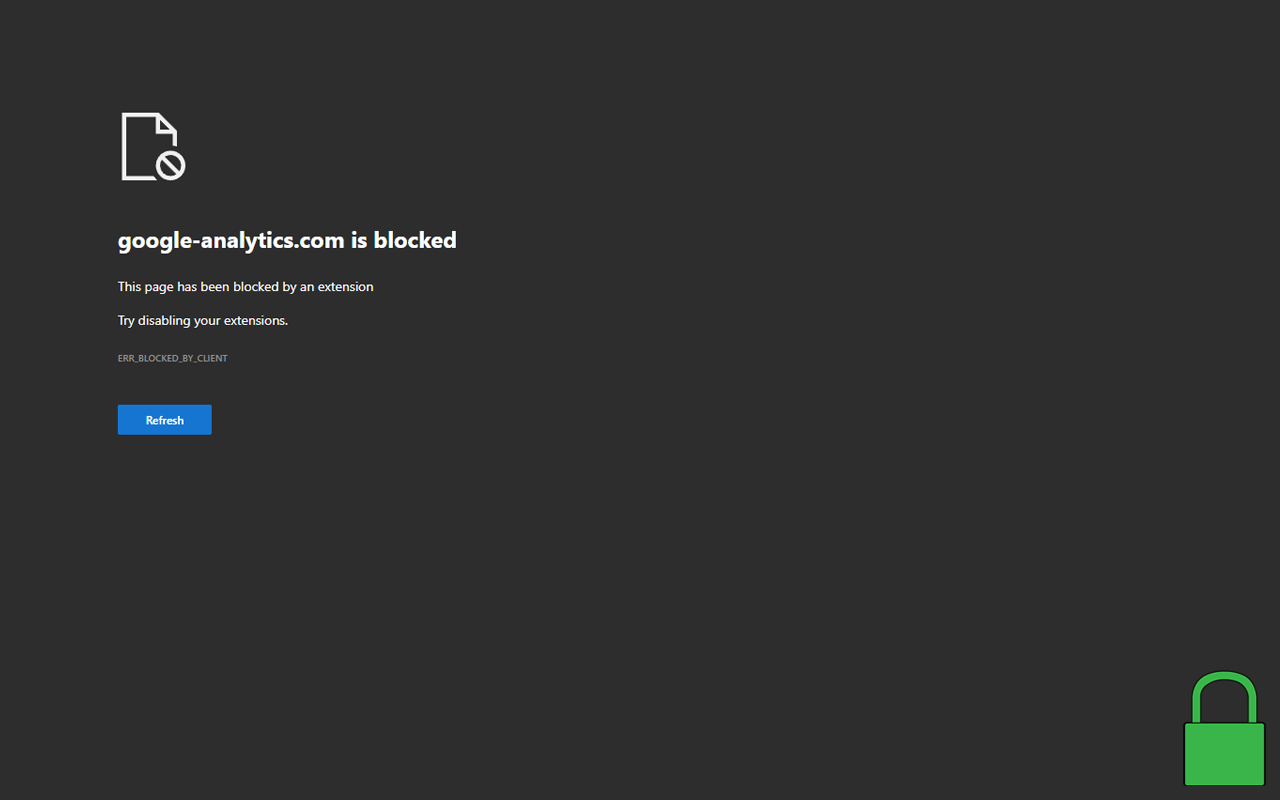 google-analytics.com is blocked
This page has been blocked by an extension
Try disabling your extensions.
ERR_BLOCKED_BY_CLIENT
Refresh